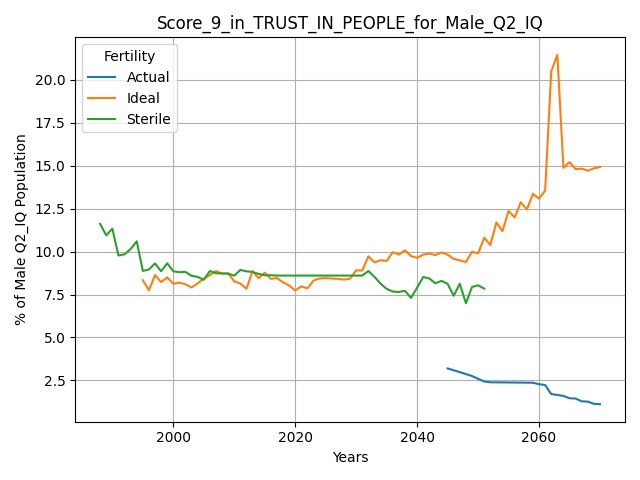 Score_9_in_TRUST_IN_PEOPLE_for_Male_Q2_IQ
Fertility
Actual
Ideal
Sterile
% of Male Q2_IQ Population
20.0
17.5
15.0
12.5
10.0
7.5
5.0
2.5
2000
2020
2040
2060
Years